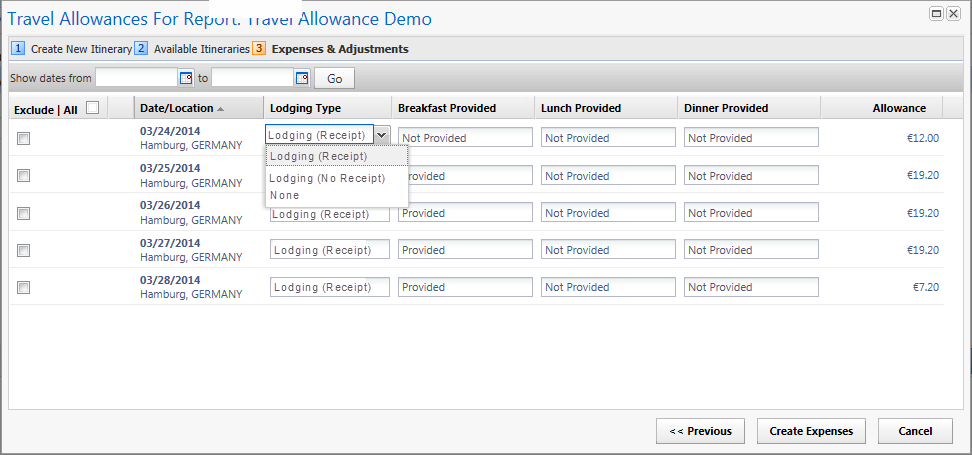 Travel Allowances For Report: Travel Allowance Demo
1 Create New Itinerary 2 Available Itineraries 3 Expenses & Adjustments
Show dates from to Go
Exclude | All Date/Location Lodging Type Breakfast Provided Lunch Provided Dinner Provided Allowance
03/24/2014 Lodging (Receipt) Not Provided Not Provided Not Provided €12.00
Hamburg, GERMANY
Lodging (Receipt)
03/25/2014 Lodging (No Receipt) Not Provided Not Provided €19.20
Hamburg, GERMANY
None
03/26/2014 Lodging (Receipt) Provided Not Provided Not Provided €19.20
Hamburg, GERMANY
03/27/2014 Lodging (Receipt) Provided Not Provided Not Provided €19.20
Hamburg, GERMANY
03/28/2014 Lodging (Receipt) Provided Not Provided Not Provided €7.20
Hamburg, GERMANY
<< Previous Create Expenses Cancel